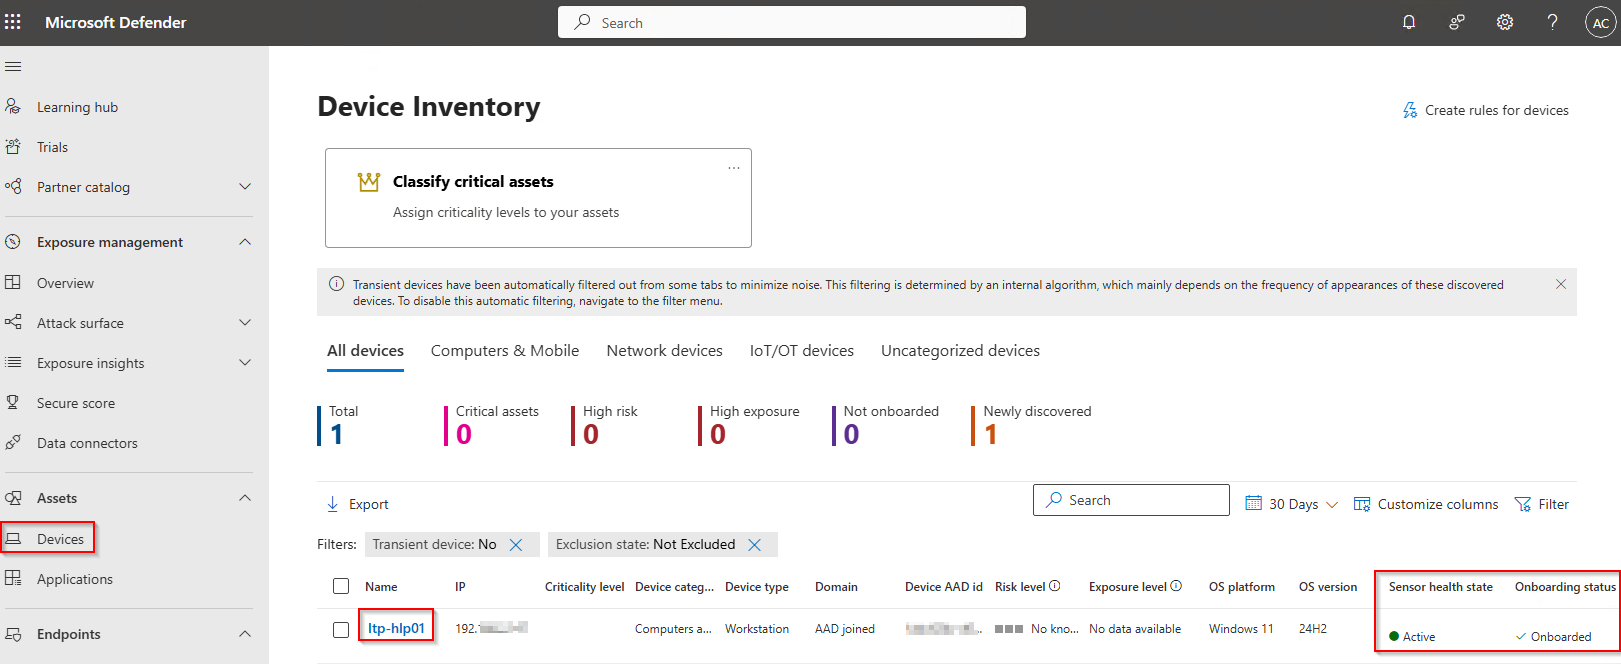 Microsoft Defender
Search
AC
Learning hub
Trials
Partner catalog
Exposure management
Overview
Attack surface
Exposure insights
Secure score
Data connectors
Assets
Devices
Applications
Endpoints
Device Inventory
Create rules for devices
Classify critical assets
...
Assign criticality levels to your assets
Transient devices have been automatically filtered out from some tabs to minimize noise. This filtering is determined by an internal algorithm, which mainly depends on the frequency of appearances of these discovered
devices. To disable this automatic filtering, navigate to the filter menu.
All devices Computers & Mobile Network devices IoT/OT devices Uncategorized devices
Total Critical assets High risk High exposure Not onboarded Newly discovered
1 0 0 0 0 1
Export Search 30 Days Customize columns Filter
Filters: Transient device: No Exclusion state: Not Excluded
Name IP Criticality level Device categ... Device type Domain Device AAD id Risk level Exposure level OS platform OS version Sensor health state Onboarding status
ltp-hlp01 192. Computers a... Workstation AAD joined ... No kno... No data available Windows 11 24H2 Active Onboarded